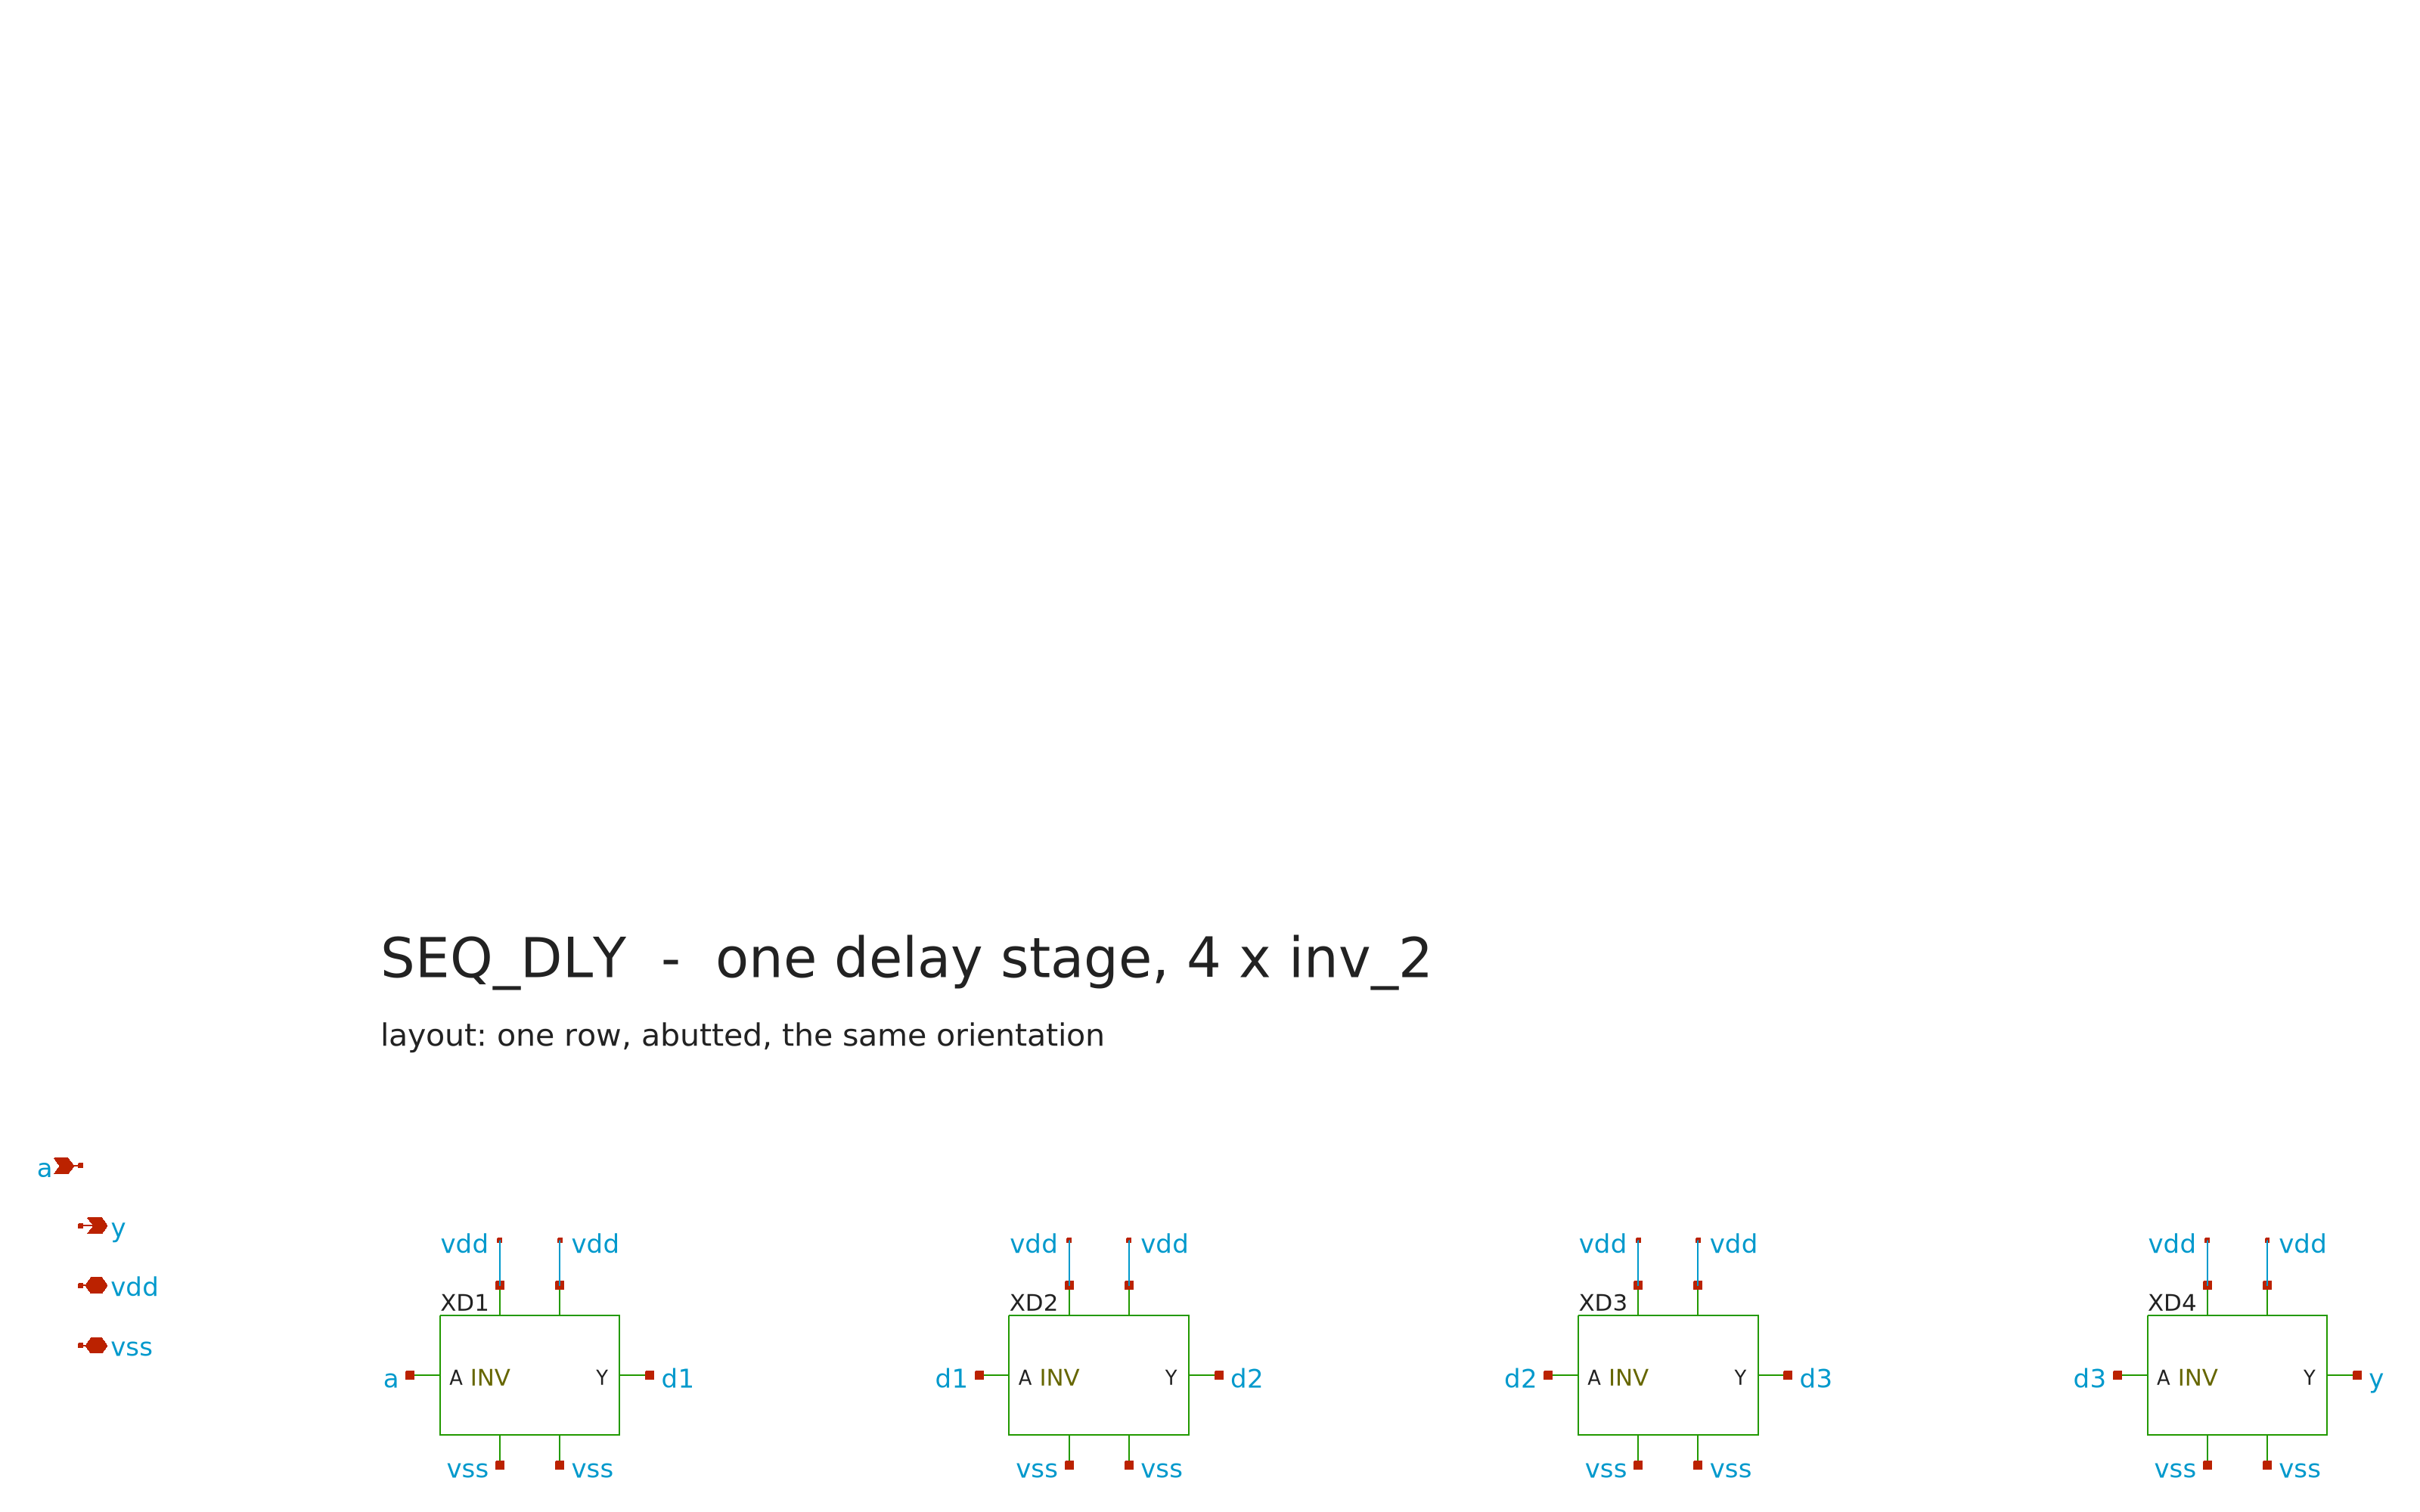 SEQ_DLY - one delay stage, 4 x inv_2
layout: one row, abutted, the same orientation
a
y
vdd
vss
vdd vdd
XD1
a A INV Y d1
vss vss
vdd vdd
XD2
d1 A INV Y d2
vss vss
vdd vdd
XD3
d2 A INV Y d3
vss vss
vdd vdd
XD4
d3 A INV Y y
vss vss